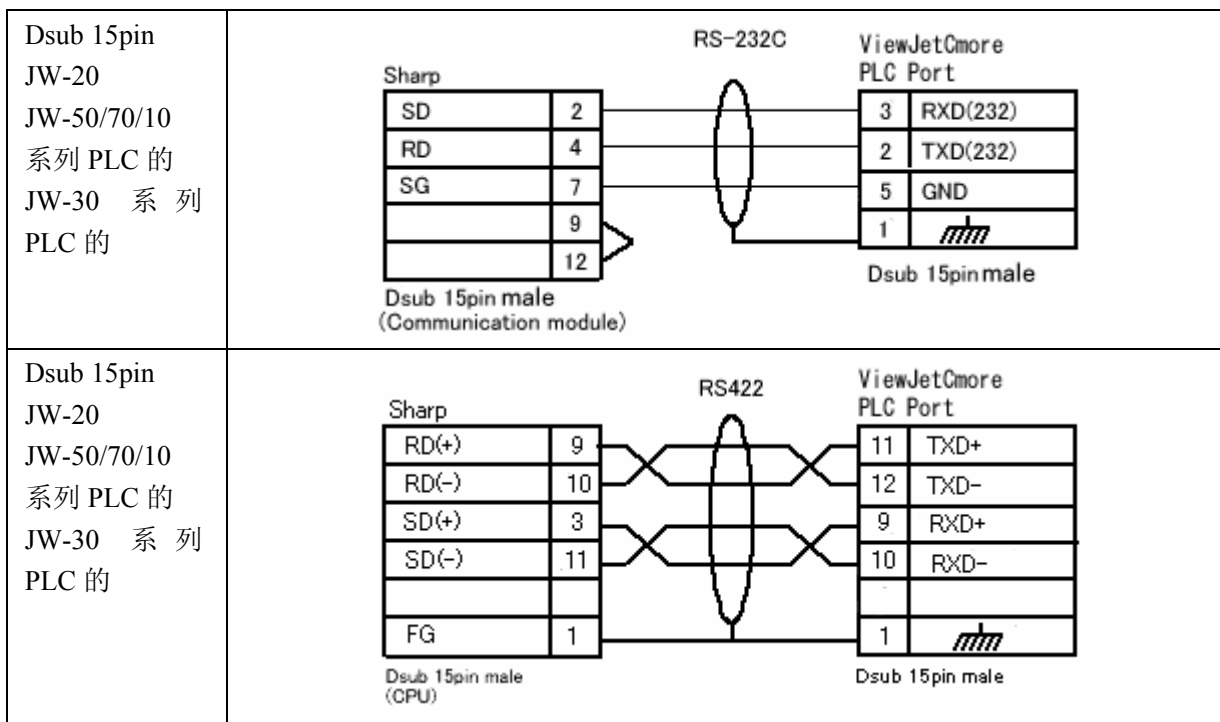 Dsub 15pin
JW-20
JW-50/70/10
系列 PLC 的
JW-30 系 列
PLC 的
RS-232C
ViewJetCmore
PLC Port
Sharp
SD 2 3 RXD(232)
RD 4 2 TXD(232)
SG 7 5 GND
9 1
12
Dsub 15pin male
Dsub 15pin male
(Communication module)
Dsub 15pin
JW-20
JW-50/70/10
系列 PLC 的
JW-30 系 列
PLC 的
RS422
ViewJetCmore
PLC Port
Sharp
RD(+) 9 11 TXD+
RD(-) 10 12 TXD-
SD(+) 3 9 RXD+
SD(-) 11 10 RXD-
FG 1 1
Dsub 15pin male
(CPU)
Dsub 15pin male